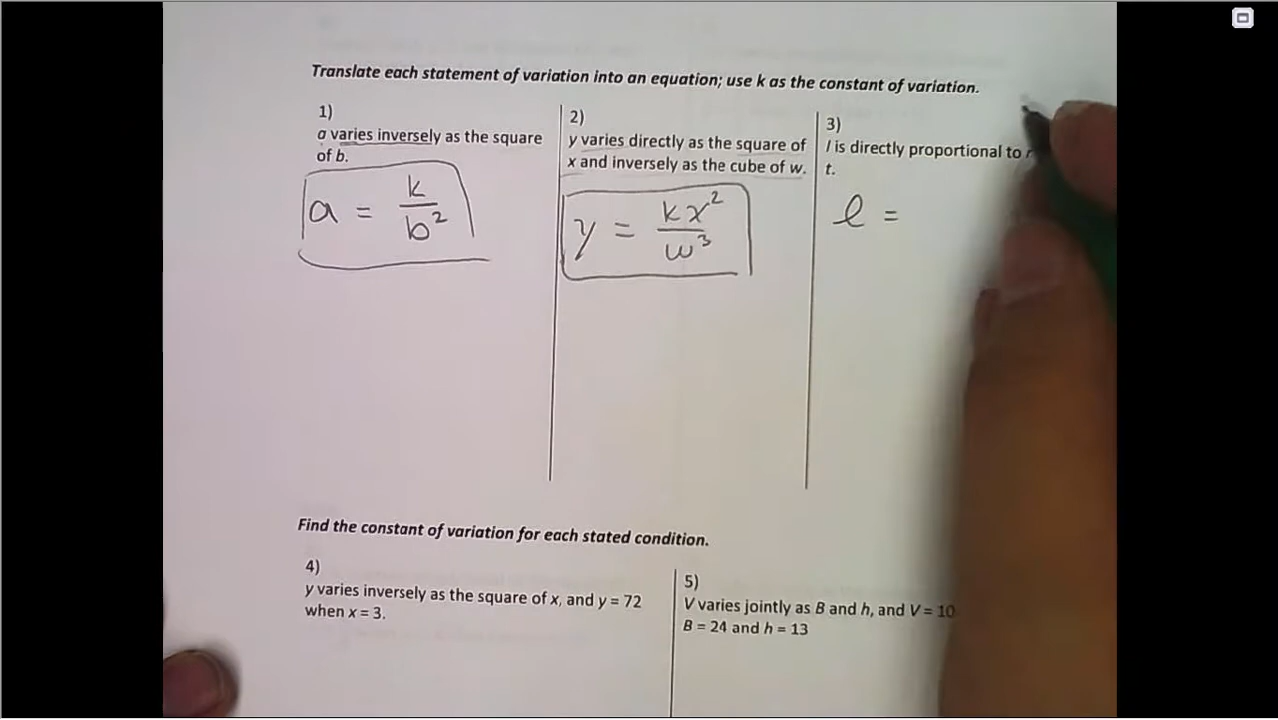 Translate each statement of variation into an equation; use k as the constant of variation.
1)
a varies inversely as the square
of b.
a = k / b²
2)
y varies directly as the square of
x and inversely as the cube of w.
y = kx² / w³
3)
l is directly proportional to
t.
l =
Find the constant of variation for each stated condition.
4)
y varies inversely as the square of x, and y = 72
when x = 3.
5)
V varies jointly as B and h, and V = 10
B = 24 and h = 13